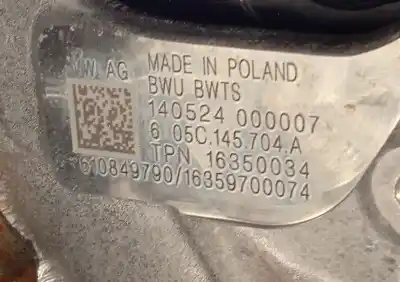 VW AG MADE IN POLAND
BWU BWTS
140524 000007
6 05C.145.704.A
TPN 16350034
610849790/16359700074